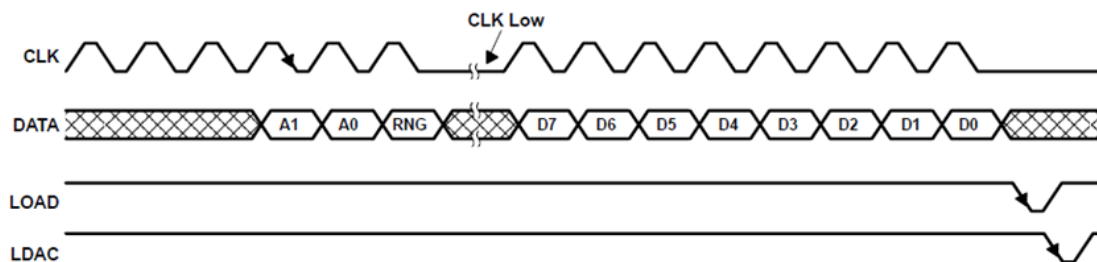 CLK Low
CLK
DATA A1 A0 RNG D7 D6 D5 D4 D3 D2 D1 D0
LOAD
LDAC